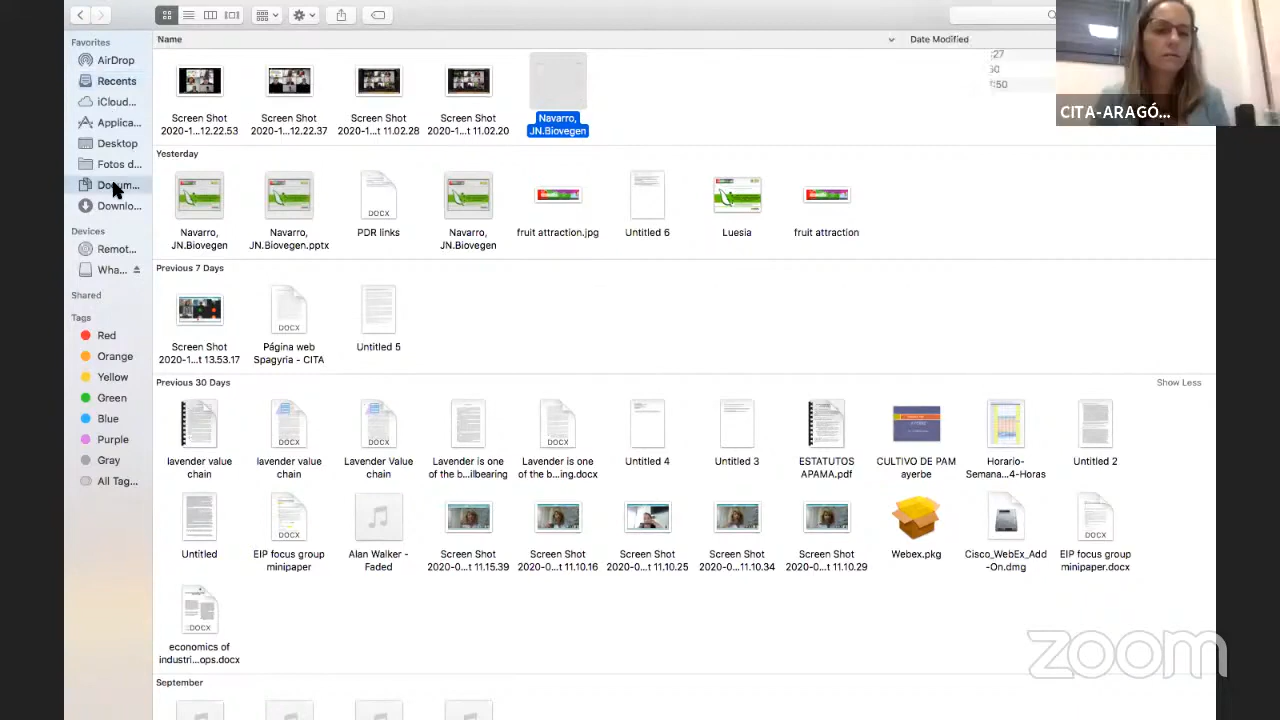 Name
Date Modified
:27
50
:50
CITA-ARAGÓ...
Favorites
AirDrop
Recents
iCloud...
Applica...
Desktop
Fotos d...
Docum...
Downlo...
Devices
Remot...
Wha...
Shared
Tags
Red
Orange
Yellow
Green
Blue
Purple
Gray
All Tag...
Screen Shot
2020-1...12.22.53
Screen Shot
2020-1...12.22.37
Screen Shot
2020-1...t 11.02.28
Screen Shot
2020-1...t 11.02.20
Navarro,
JN.Biovegen
Yesterday
Navarro,
JN.Biovegen
Navarro,
JN.Biovegen.pptx
DOCX
PDR links
Navarro,
JN.Biovegen
fruit attraction.jpg
Untitled 6
Luesia
fruit attraction
Previous 7 Days
Screen Shot
2020-1...t 13.53.17
DOCX
Página web
Spagyria - CITA
Untitled 5
Previous 30 Days
Show Less
lavender value
chain
DOCX
lavender value
chain
DOCX
Lavender Value
chain
Lavender is one
of the b...ilbearing
DOCX
Lavender is one
of the b...ing.docx
Untitled 4
Untitled 3
ESTATUTOS
APAMA.pdf
CULTIVO DE PAM
ayerbe
Horario-
Semana...4-Horas
Untitled 2
Untitled
DOCX
EIP focus group
minipaper
Alan Walker -
Faded
Screen Shot
2020-0...t 11.15.39
Screen Shot
2020-0...t 11.10.16
Screen Shot
2020-0...t 11.10.25
Screen Shot
2020-0...t 11.10.34
Screen Shot
2020-0...t 11.10.29
Webex.pkg
Cisco_WebEx_Add
-On.dmg
DOCX
EIP focus group
minipaper.docx
DOCX
economics of
industri...ops.docx
September
zoom